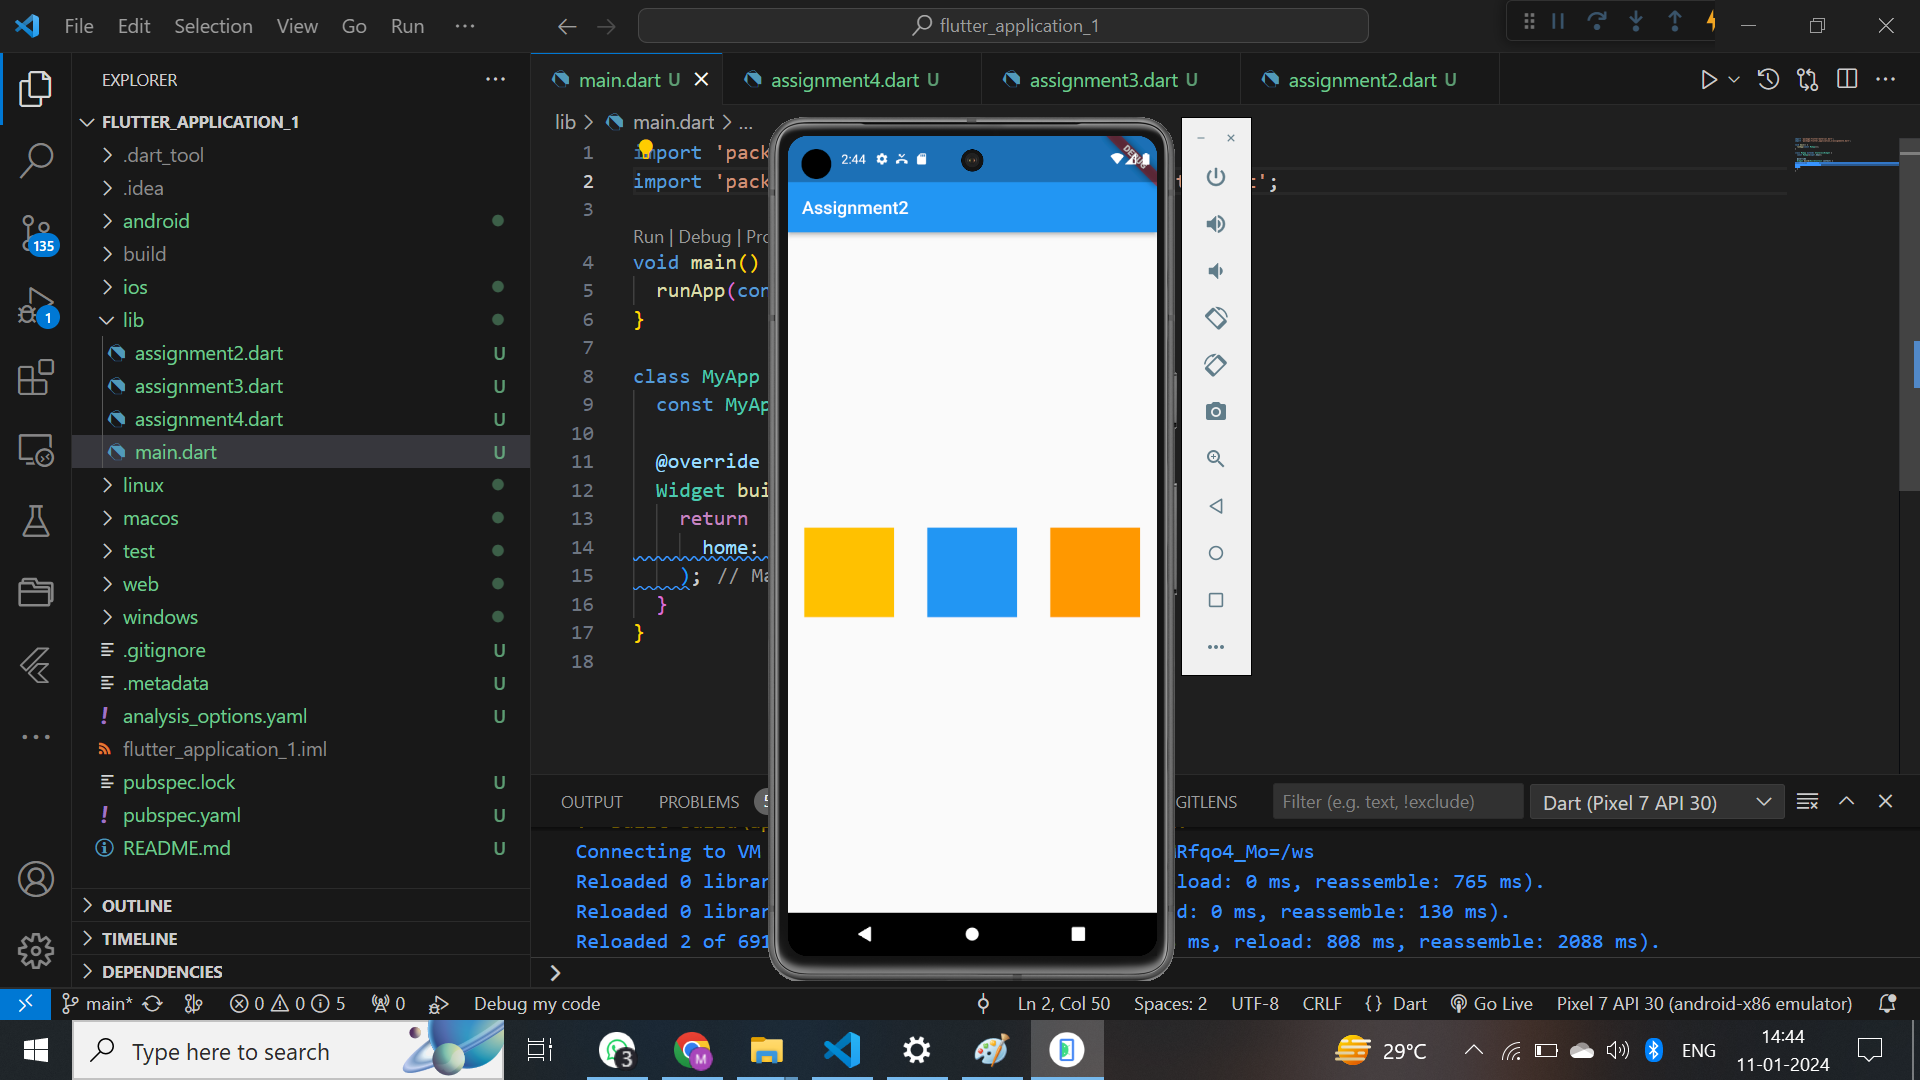 File Edit Selection View Go Run ···
flutter_application_1
EXPLORER
main.dart U
assignment4.dart U
assignment3.dart U
assignment2.dart U
FLUTTER_APPLICATION_1
.dart_tool
.idea
android
build
ios
lib
assignment2.dart U
assignment3.dart U
assignment4.dart U
main.dart U
linux
macos
test
web
windows
.gitignore U
.metadata U
analysis_options.yaml U
flutter_application_1.iml
pubspec.lock U
pubspec.yaml U
README.md U
OUTLINE
TIMELINE
DEPENDENCIES
135
1
lib > main.dart > ...
1 import 'pack
2 import 'pack t';
3
Run | Debug | Pro
4 void main()
5 runApp(con
6 }
7
8 class MyApp
9 const MyAp
10
11 @override
12 Widget bui
13 return
14 home:
15 ); // Ma
16 }
17 }
18
2:44
DEBUG
Assignment2
OUTPUT PROBLEMS 5 GITLENS
Filter (e.g. text, !exclude)
Dart (Pixel 7 API 30)
Connecting to VM Rfqo4_Mo=/ws
Reloaded 0 librar load: 0 ms, reassemble: 765 ms).
Reloaded 0 librar d: 0 ms, reassemble: 130 ms).
Reloaded 2 of 691 ms, reload: 808 ms, reassemble: 2088 ms).
main* 0 0 5 0 Debug my code Ln 2, Col 50 Spaces: 2 UTF-8 CRLF {} Dart Go Live Pixel 7 API 30 (android-x86 emulator)
Type here to search
3
M
29°C
ENG
14:44
11-01-2024